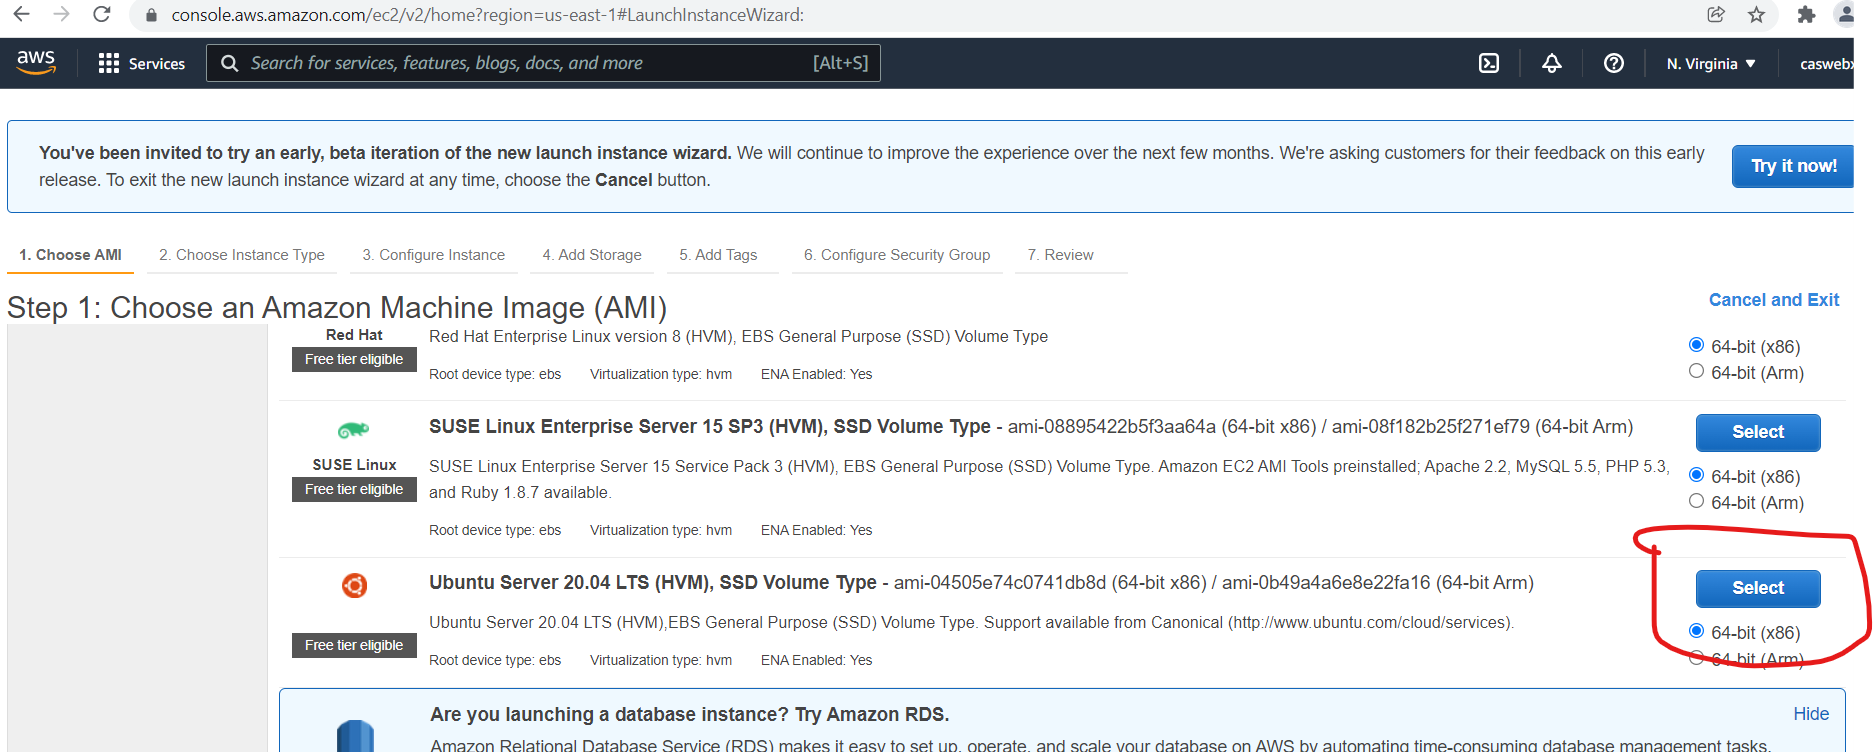 console.aws.amazon.com/ec2/v2/home?region=us-east-1#LaunchInstanceWizard:
aws Services Search for services, features, blogs, docs, and more [Alt+S] N. Virginia ▼
You've been invited to try an early, beta iteration of the new launch instance wizard. We will continue to improve the experience over the next few months. We're asking customers for their feedback on this early
release. To exit the new launch instance wizard at any time, choose the Cancel button.
Try it now!
1. Choose AMI 2. Choose Instance Type 3. Configure Instance 4. Add Storage 5. Add Tags 6. Configure Security Group 7. Review
Step 1: Choose an Amazon Machine Image (AMI)
Cancel and Exit
Red Hat
Free tier eligible
Red Hat Enterprise Linux version 8 (HVM), EBS General Purpose (SSD) Volume Type
Root device type: ebs Virtualization type: hvm ENA Enabled: Yes
64-bit (x86)
64-bit (Arm)
SUSE Linux
Free tier eligible
SUSE Linux Enterprise Server 15 SP3 (HVM), SSD Volume Type - ami-08895422b5f3aa64a (64-bit x86) / ami-08f182b25f271ef79 (64-bit Arm)
SUSE Linux Enterprise Server 15 Service Pack 3 (HVM), EBS General Purpose (SSD) Volume Type. Amazon EC2 AMI Tools preinstalled; Apache 2.2, MySQL 5.5, PHP 5.3,
and Ruby 1.8.7 available.
Root device type: ebs Virtualization type: hvm ENA Enabled: Yes
Select
64-bit (x86)
64-bit (Arm)
Free tier eligible
Ubuntu Server 20.04 LTS (HVM), SSD Volume Type - ami-04505e74c0741db8d (64-bit x86) / ami-0b49a4a6e8e22fa16 (64-bit Arm)
Ubuntu Server 20.04 LTS (HVM),EBS General Purpose (SSD) Volume Type. Support available from Canonical (http://www.ubuntu.com/cloud/services).
Root device type: ebs Virtualization type: hvm ENA Enabled: Yes
Select
64-bit (x86)
64-bit (Arm)
Are you launching a database instance? Try Amazon RDS.
Hide
Amazon Relational Database Service (RDS) makes it easy to set up, operate, and scale your database on AWS by automating time-consuming database management tasks.